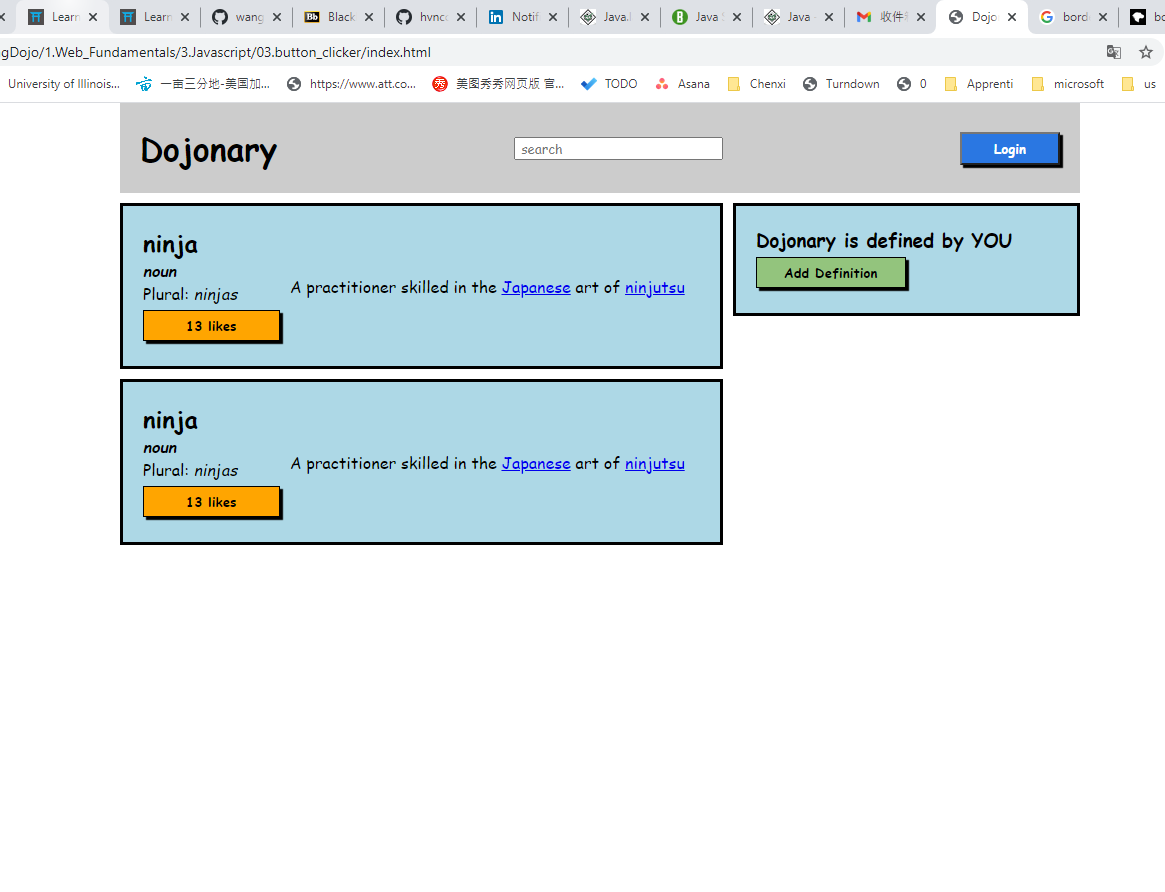 Learn Learn wang Black hvncc Notifi Java. Java Java Dojo bord bo
gDojo/1.Web_Fundamentals/3.Javascript/03.button_clicker/index.html
University of Illinois... 一亩三分地-美国加... https://www.att.co... 美图秀秀网页版 官... TODO Asana Chenxi Turndown 0 Apprenti microsoft us
Dojonary
search
Login
ninja
noun
Plural: ninjas
13 likes
A practitioner skilled in the Japanese art of ninjutsu
Dojonary is defined by YOU
Add Definition
ninja
noun
Plural: ninjas
13 likes
A practitioner skilled in the Japanese art of ninjutsu